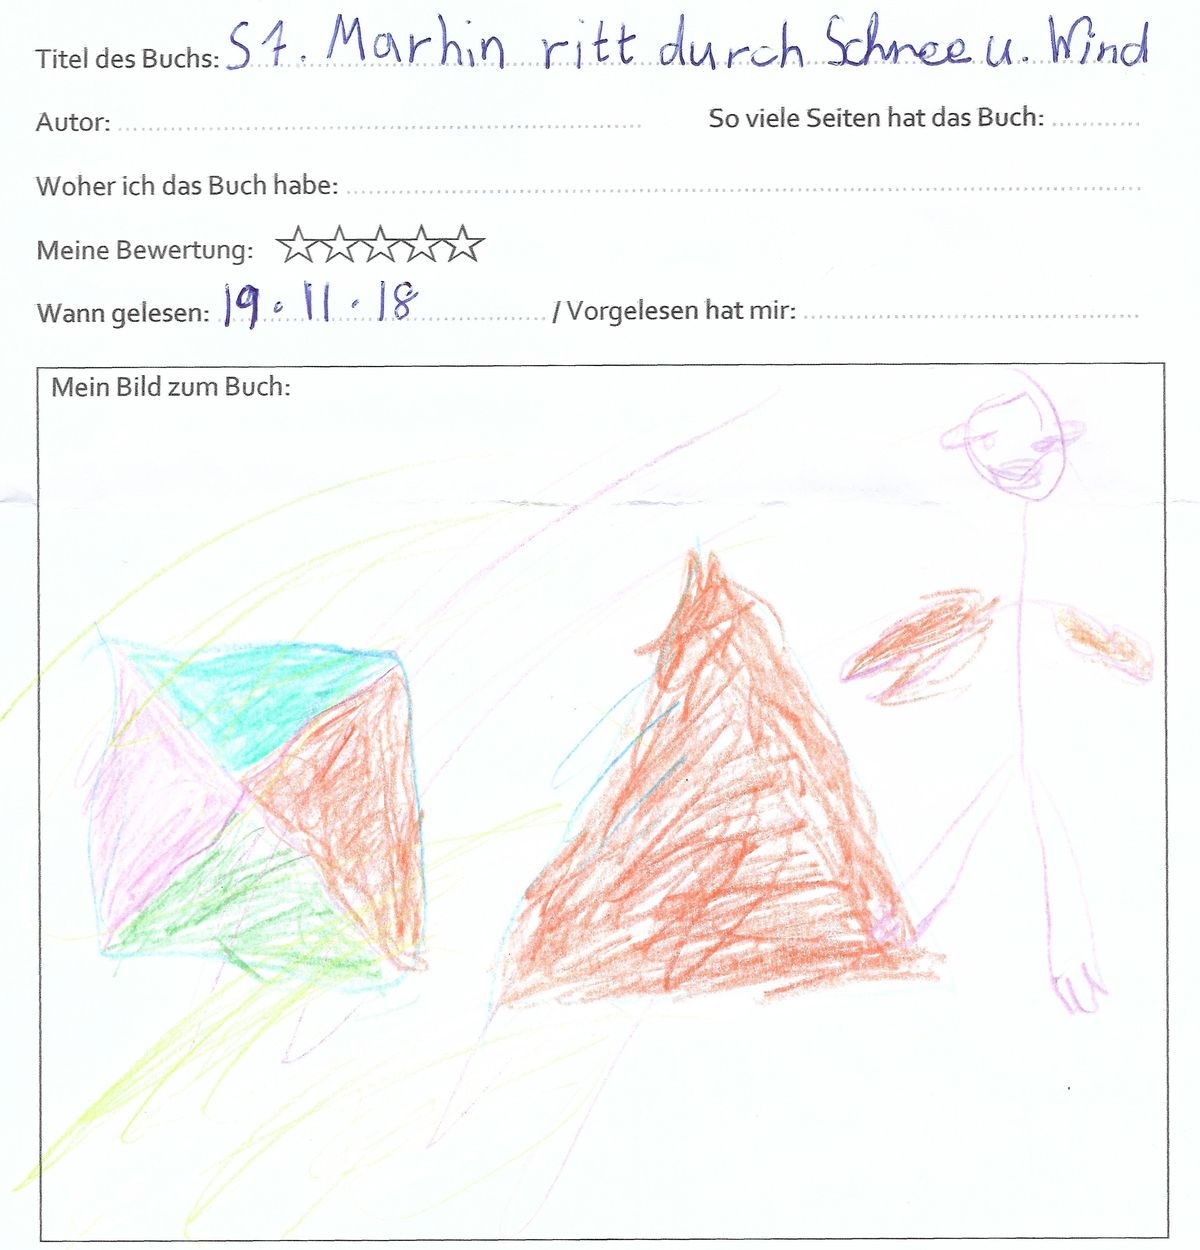 Titel des Buchs: St. Marhin ritt durch Schnee u. Wind
Autor: So viele Seiten hat das Buch:
Woher ich das Buch habe:
Meine Bewertung:
Wann gelesen: 19.11.18 / Vorgelesen hat mir:
Mein Bild zum Buch: